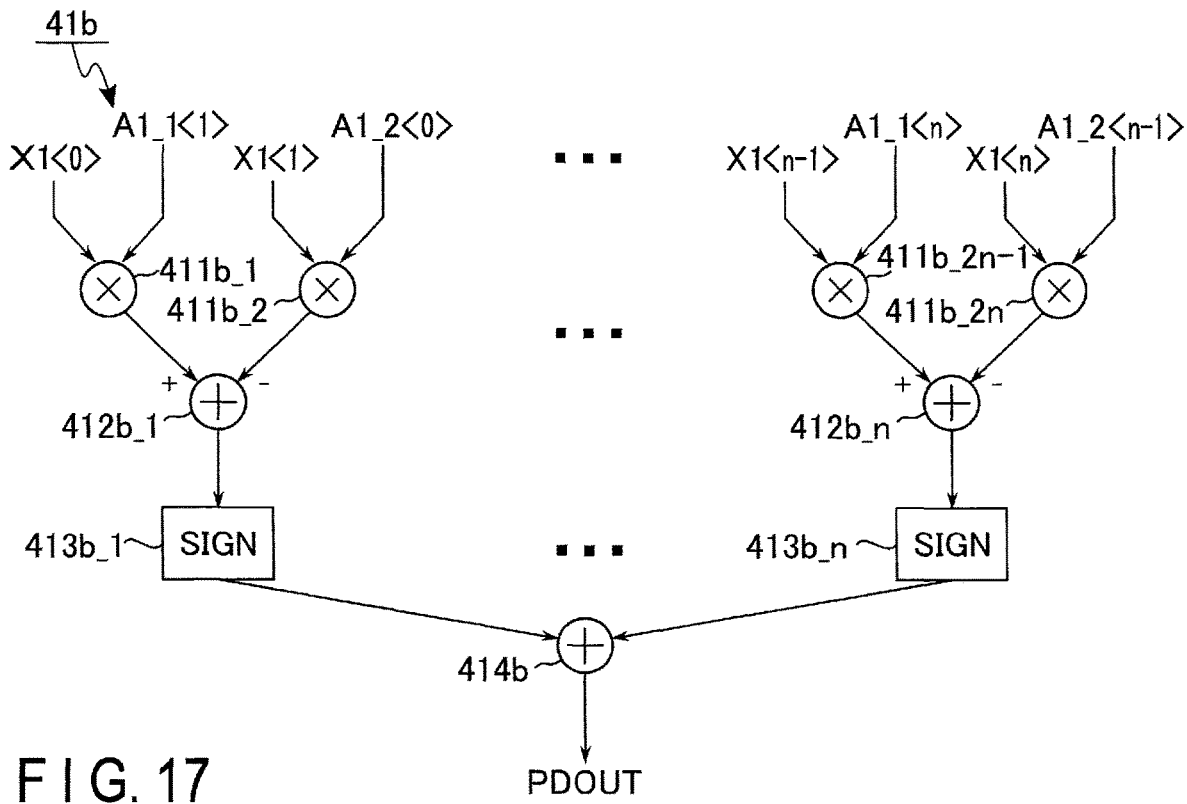 41b
A1_1<1> A1_2<0> ... A1_1<n> A1_2<n-1>
X1<0> X1<1> X1<n-1> X1<n>
× 411b_1 × 411b_2 × 411b_2n-1 × 411b_2n
...
+ - + -
+ +
412b_1 412b_n
413b_1 SIGN ... 413b_n SIGN
+
414b
FIG. 17 PDOUT